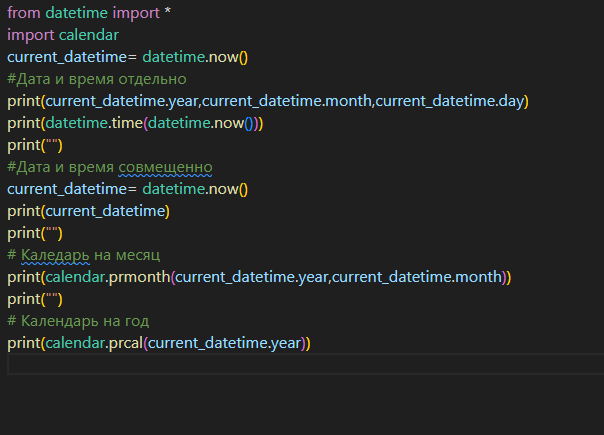 from datetime import *
import calendar
current_datetime= datetime.now()
#Дата и время отдельно
print(current_datetime.year,current_datetime.month,current_datetime.day)
print(datetime.time(datetime.now()))
print("")
#Дата и время совмещенно
current_datetime= datetime.now()
print(current_datetime)
print("")
# Каледарь на месяц
print(calendar.prmonth(current_datetime.year,current_datetime.month))
print("")
# Календарь на год
print(calendar.prcal(current_datetime.year))